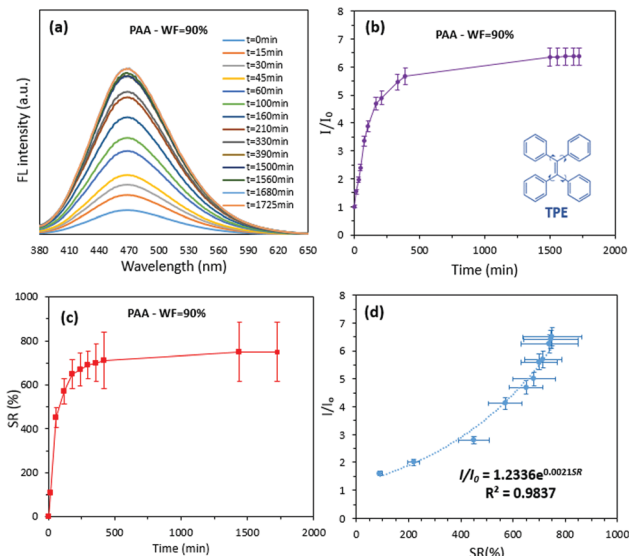 (a)
PAA - WF=90%
t=0min
t=15min
t=30min
t=45min
t=60min
t=100min
t=160min
t=210min
t=330min
t=390min
t=1500min
t=1560min
t=1680min
t=1725min
FL intensity (a.u.)
380 410 440 470 500 530 560 590 620 650
Wavelength (nm)
(b)
PAA - WF=90%
8
7
6
5
4
3
2
1
0
I/I₀
TPE
0 500 1000 1500 2000
Time (min)
(c)
PAA - WF=90%
1000
800
600
400
200
0
SR (%)
0 500 1000 1500 2000
Time (min)
(d)
8
7
6
5
4
3
2
1
0
I/I₀
I/I₀ = 1.2336e^0.0021SR
R² = 0.9837
0 200 400 600 800 1000
SR(%)